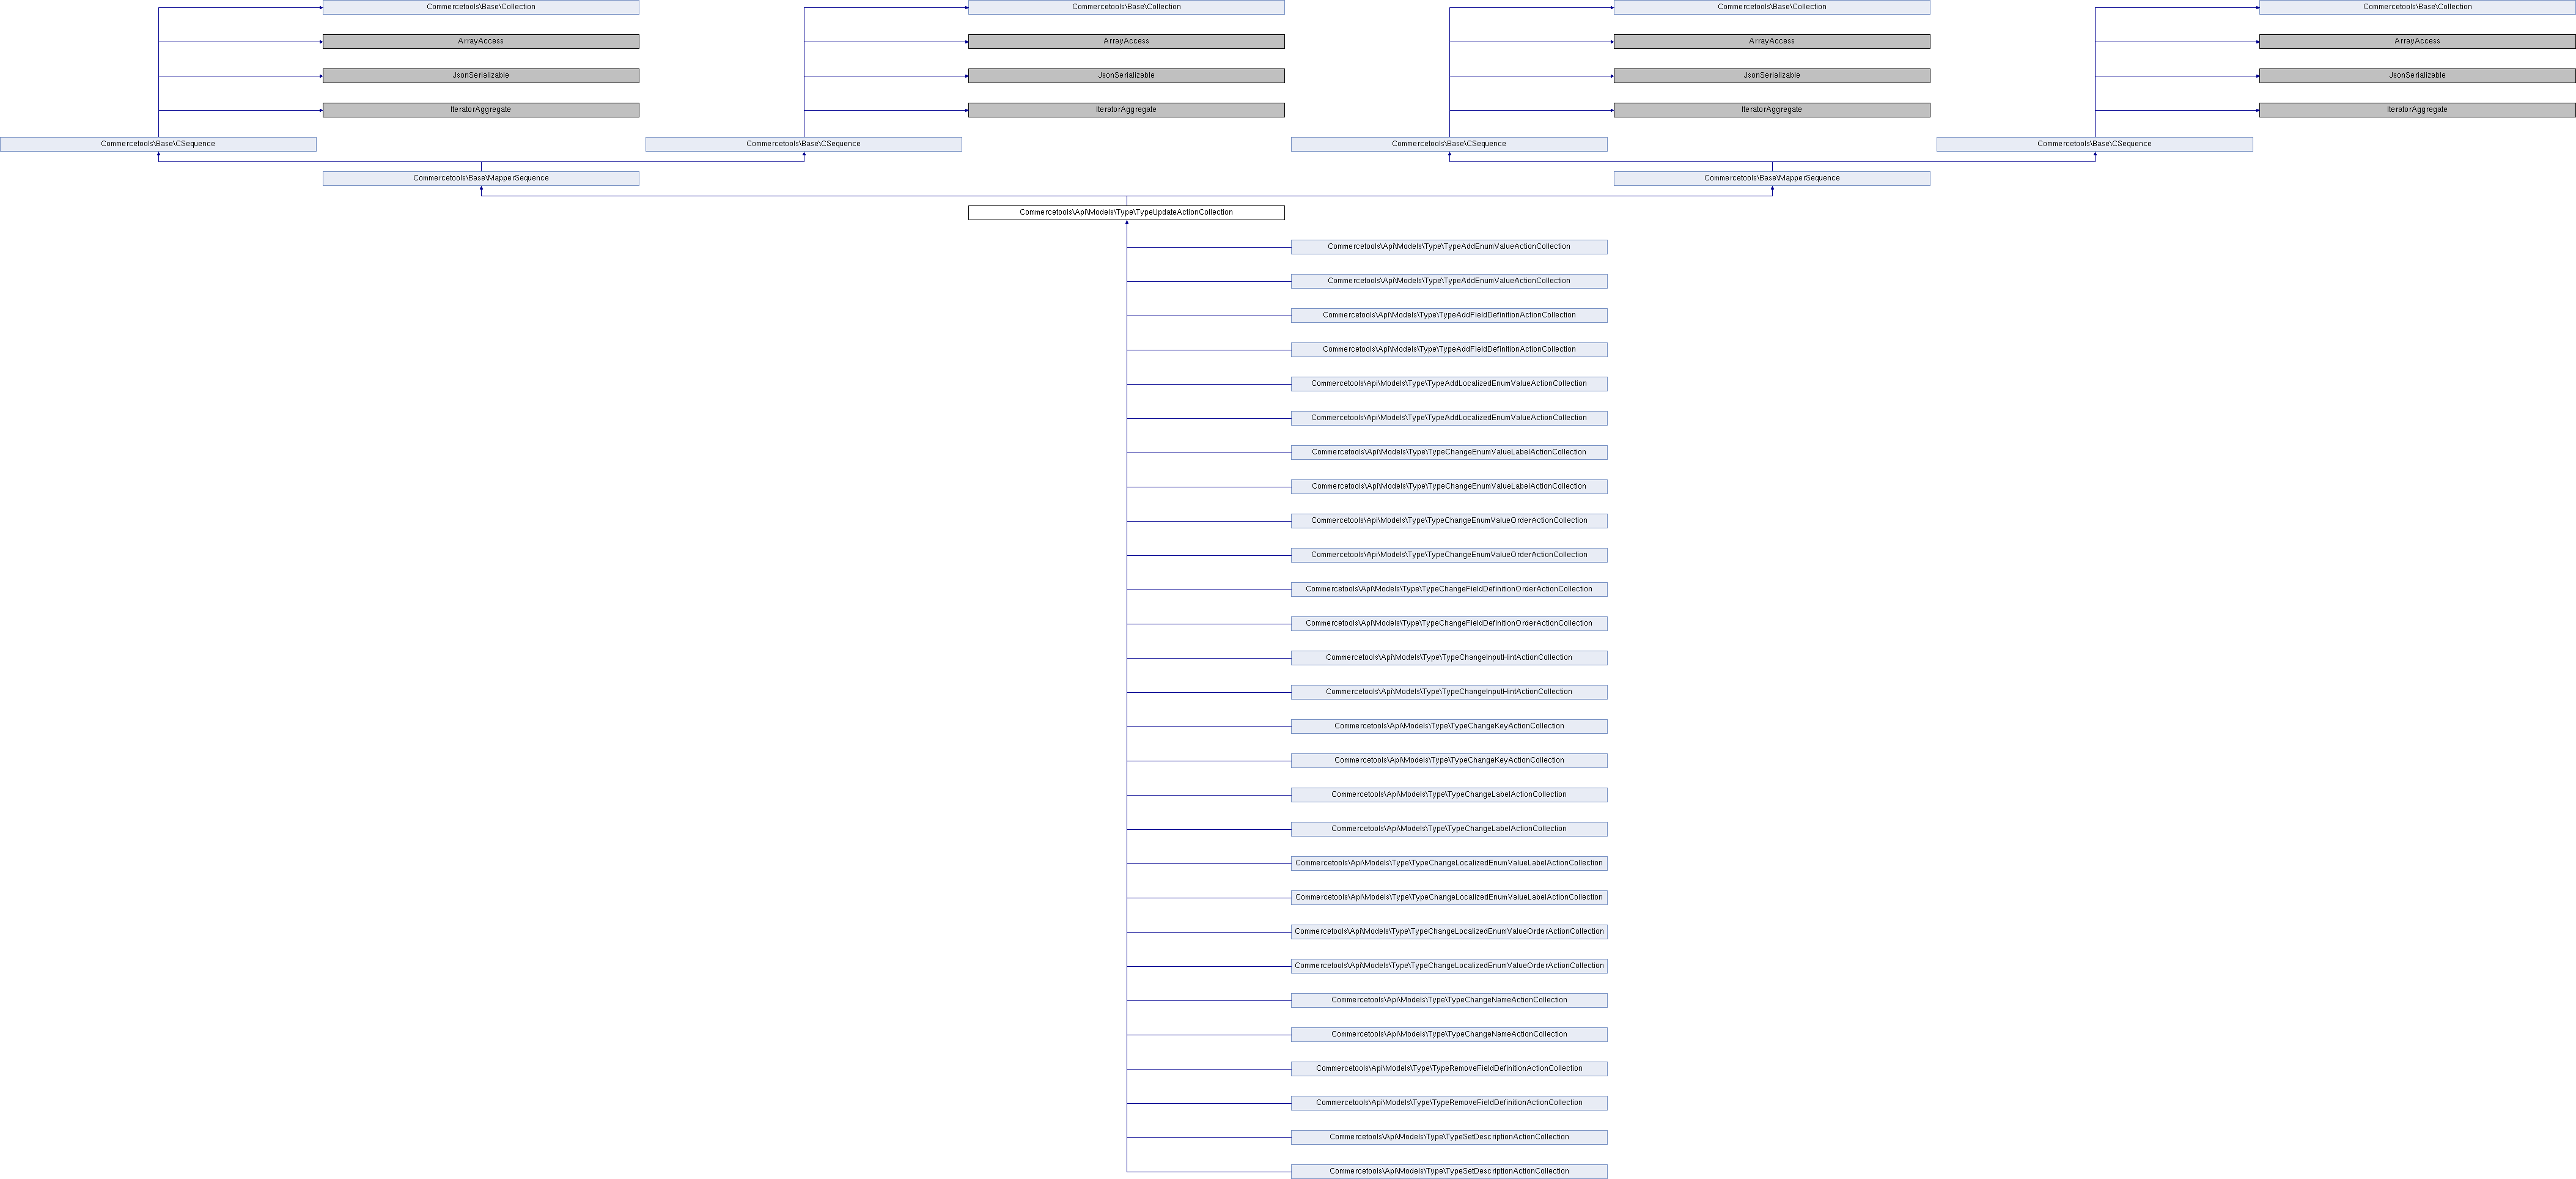 Commercetools\Base\Collection Commercetools\Base\Collection Commercetools\Base\Collection Commercetools\Base\Collection
ArrayAccess ArrayAccess ArrayAccess ArrayAccess
JsonSerializable JsonSerializable JsonSerializable JsonSerializable
IteratorAggregate IteratorAggregate IteratorAggregate IteratorAggregate
Commercetools\Base\CSequence Commercetools\Base\CSequence Commercetools\Base\CSequence Commercetools\Base\CSequence
Commercetools\Base\MapperSequence Commercetools\Base\MapperSequence
Commercetools\Api\Models\Type\TypeUpdateActionCollection
Commercetools\Api\Models\Type\TypeAddEnumValueActionCollection
Commercetools\Api\Models\Type\TypeAddEnumValueActionCollection
Commercetools\Api\Models\Type\TypeAddFieldDefinitionActionCollection
Commercetools\Api\Models\Type\TypeAddFieldDefinitionActionCollection
Commercetools\Api\Models\Type\TypeAddLocalizedEnumValueActionCollection
Commercetools\Api\Models\Type\TypeAddLocalizedEnumValueActionCollection
Commercetools\Api\Models\Type\TypeChangeEnumValueLabelActionCollection
Commercetools\Api\Models\Type\TypeChangeEnumValueLabelActionCollection
Commercetools\Api\Models\Type\TypeChangeEnumValueOrderActionCollection
Commercetools\Api\Models\Type\TypeChangeEnumValueOrderActionCollection
Commercetools\Api\Models\Type\TypeChangeFieldDefinitionOrderActionCollection
Commercetools\Api\Models\Type\TypeChangeFieldDefinitionOrderActionCollection
Commercetools\Api\Models\Type\TypeChangeInputHintActionCollection
Commercetools\Api\Models\Type\TypeChangeInputHintActionCollection
Commercetools\Api\Models\Type\TypeChangeKeyActionCollection
Commercetools\Api\Models\Type\TypeChangeKeyActionCollection
Commercetools\Api\Models\Type\TypeChangeLabelActionCollection
Commercetools\Api\Models\Type\TypeChangeLabelActionCollection
Commercetools\Api\Models\Type\TypeChangeLocalizedEnumValueLabelActionCollection
Commercetools\Api\Models\Type\TypeChangeLocalizedEnumValueLabelActionCollection
Commercetools\Api\Models\Type\TypeChangeLocalizedEnumValueOrderActionCollection
Commercetools\Api\Models\Type\TypeChangeLocalizedEnumValueOrderActionCollection
Commercetools\Api\Models\Type\TypeChangeNameActionCollection
Commercetools\Api\Models\Type\TypeChangeNameActionCollection
Commercetools\Api\Models\Type\TypeRemoveFieldDefinitionActionCollection
Commercetools\Api\Models\Type\TypeRemoveFieldDefinitionActionCollection
Commercetools\Api\Models\Type\TypeSetDescriptionActionCollection
Commercetools\Api\Models\Type\TypeSetDescriptionActionCollection